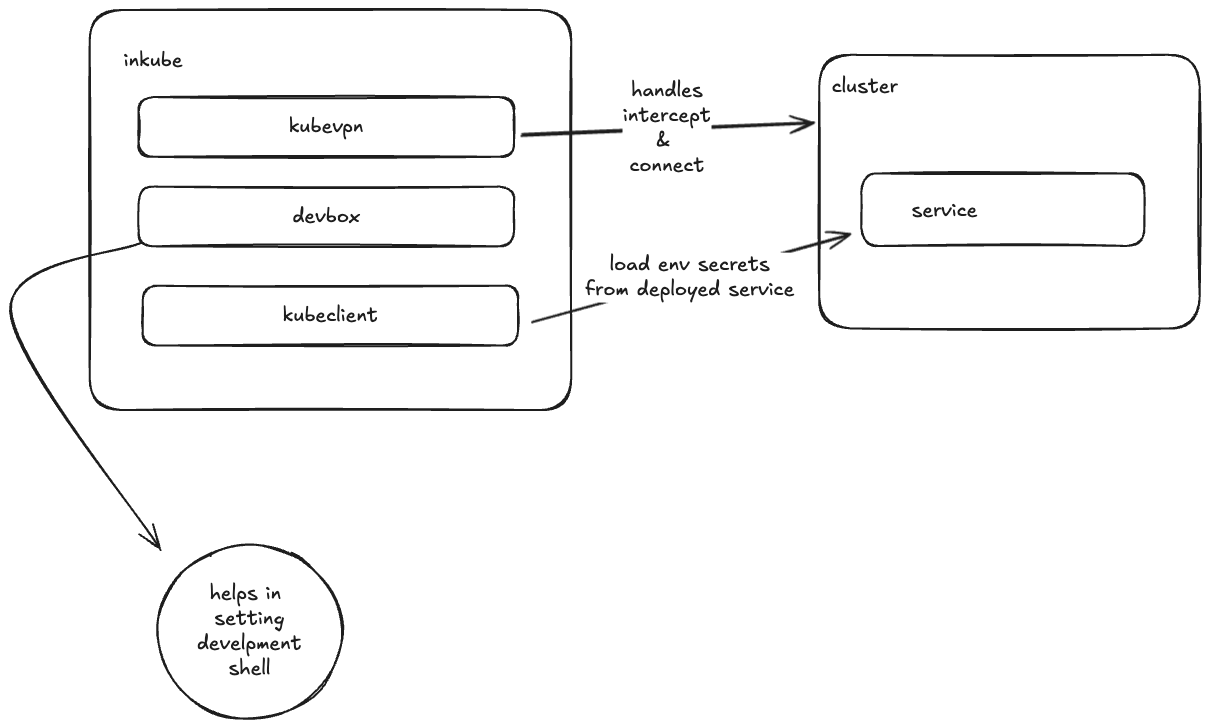 inkube
kubevpn
devbox
kubeclient
handles
intercept
&
connect
load env secrets
from deployed service
cluster
service
helps in
setting
develpment
shell